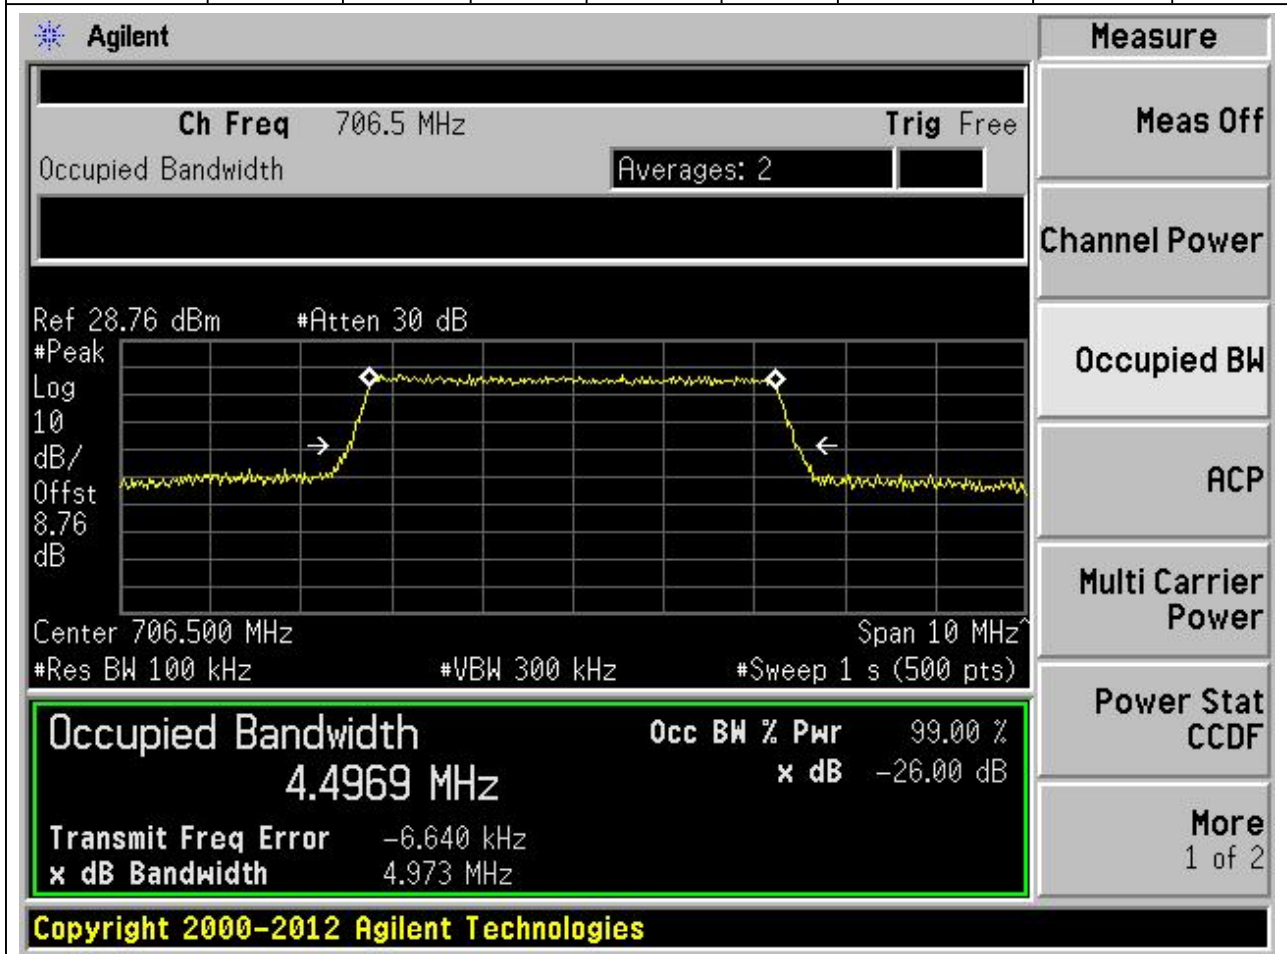 Agilent
Measure
Ch Freq 706.5 MHz Trig Free
Meas Off
Occupied Bandwidth Averages: 2
Channel Power
Ref 28.76 dBm #Atten 30 dB
#Peak
Log
10
dB/
Offst
8.76
dB
Occupied BW
ACP
Multi Carrier
Power
Center 706.500 MHz Span 10 MHz^
#Res BW 100 kHz #VBW 300 kHz #Sweep 1 s (500 pts)
Occupied Bandwidth Occ BW % Pwr 99.00 %
4.4969 MHz x dB -26.00 dB
Transmit Freq Error -6.640 kHz
x dB Bandwidth 4.973 MHz
Power Stat
CCDF
More
1 of 2
Copyright 2000-2012 Agilent Technologies